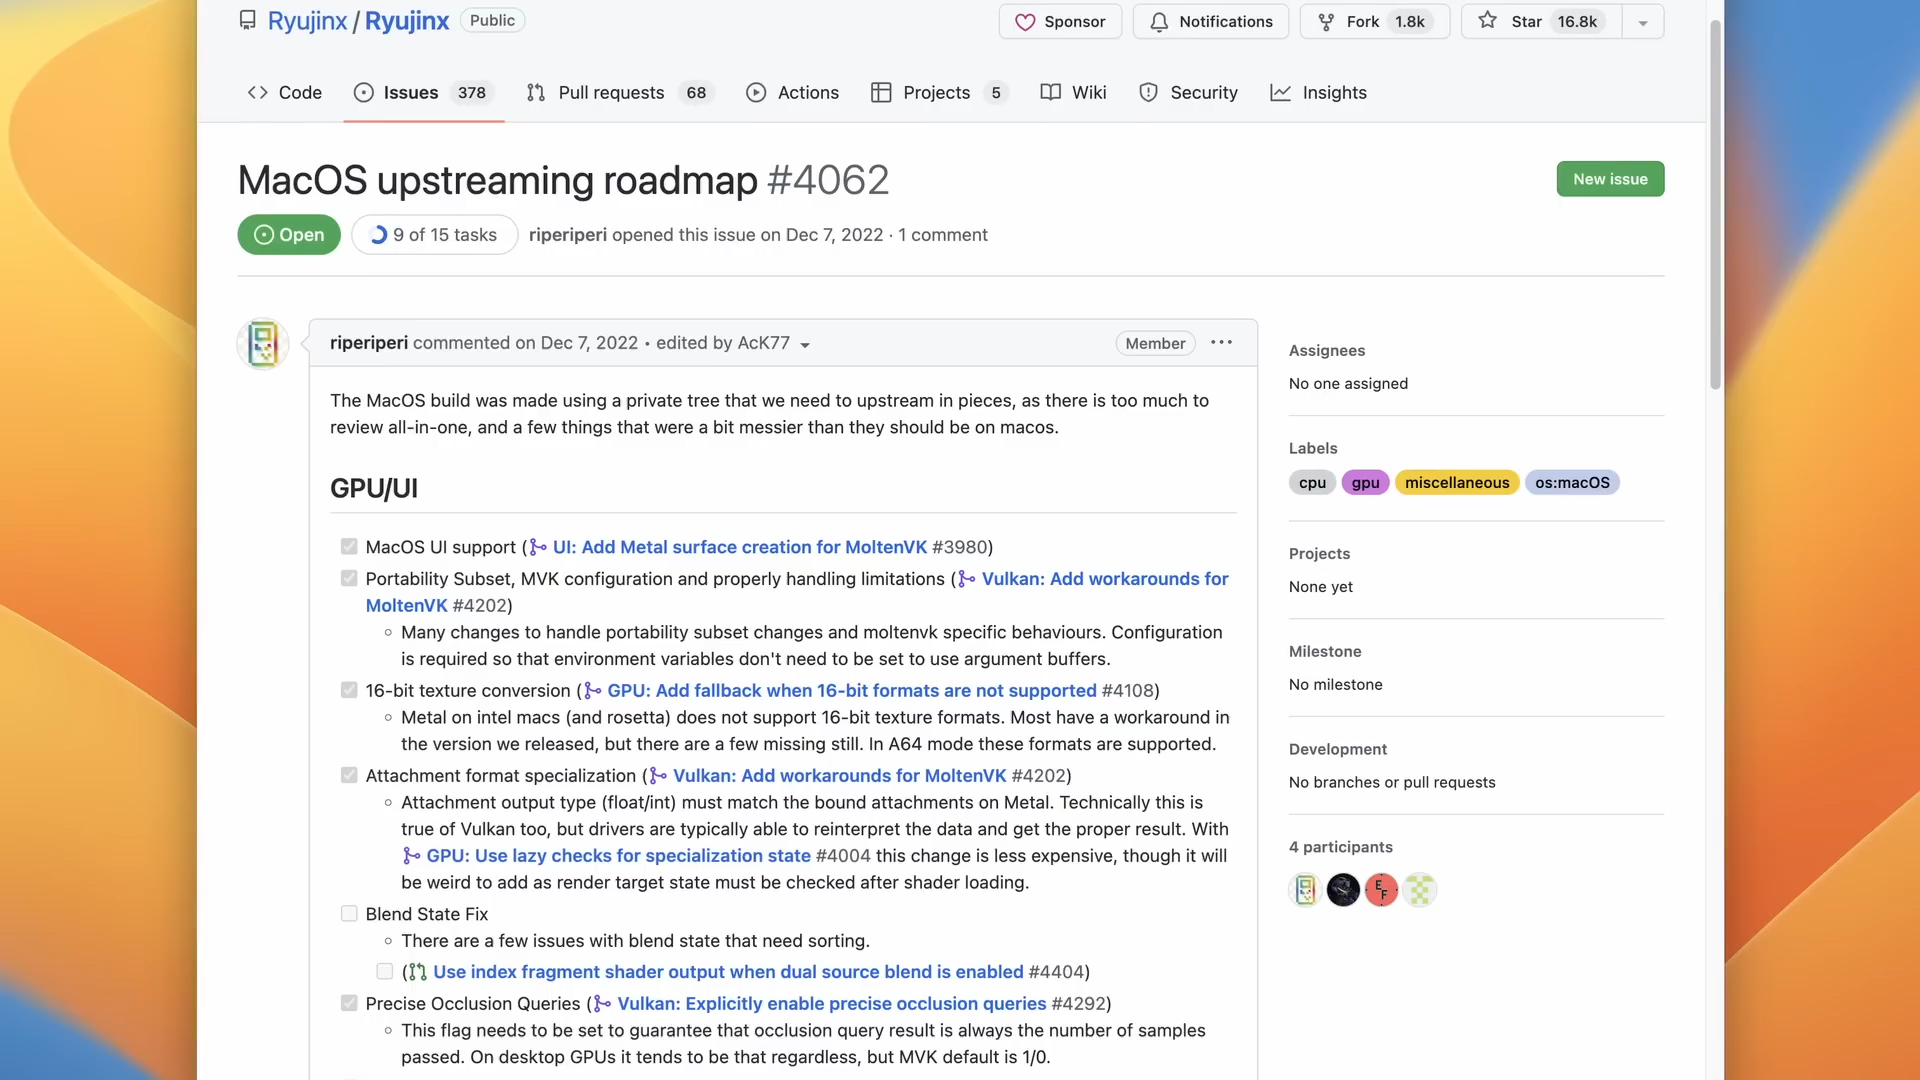 Ryujinx / Ryujinx Public
Sponsor Notifications Fork 1.8k Star 16.8k
Code Issues 378 Pull requests 68 Actions Projects 5 Wiki Security Insights
MacOS upstreaming roadmap #4062
New issue
Open 9 of 15 tasks riperiperi opened this issue on Dec 7, 2022 · 1 comment
riperiperi commented on Dec 7, 2022 • edited by AcK77 Member ···
The MacOS build was made using a private tree that we need to upstream in pieces, as there is too much to
review all-in-one, and a few things that were a bit messier than they should be on macos.
GPU/UI
MacOS UI support ( UI: Add Metal surface creation for MoltenVK #3980)
Portability Subset, MVK configuration and properly handling limitations ( Vulkan: Add workarounds for
MoltenVK #4202)
Many changes to handle portability subset changes and moltenvk specific behaviours. Configuration
is required so that environment variables don't need to be set to use argument buffers.
16-bit texture conversion ( GPU: Add fallback when 16-bit formats are not supported #4108)
Metal on intel macs (and rosetta) does not support 16-bit texture formats. Most have a workaround in
the version we released, but there are a few missing still. In A64 mode these formats are supported.
Attachment format specialization ( Vulkan: Add workarounds for MoltenVK #4202)
Attachment output type (float/int) must match the bound attachments on Metal. Technically this is
true of Vulkan too, but drivers are typically able to reinterpret the data and get the proper result. With
GPU: Use lazy checks for specialization state #4004 this change is less expensive, though it will
be weird to add as render target state must be checked after shader loading.
Blend State Fix
There are a few issues with blend state that need sorting.
( Use index fragment shader output when dual source blend is enabled #4404)
Precise Occlusion Queries ( Vulkan: Explicitly enable precise occlusion queries #4292)
This flag needs to be set to guarantee that occlusion query result is always the number of samples
passed. On desktop GPUs it tends to be that regardless, but MVK default is 1/0.
Assignees
No one assigned
Labels
cpu gpu miscellaneous os:macOS
Projects
None yet
Milestone
No milestone
Development
No branches or pull requests
4 participants
E
F